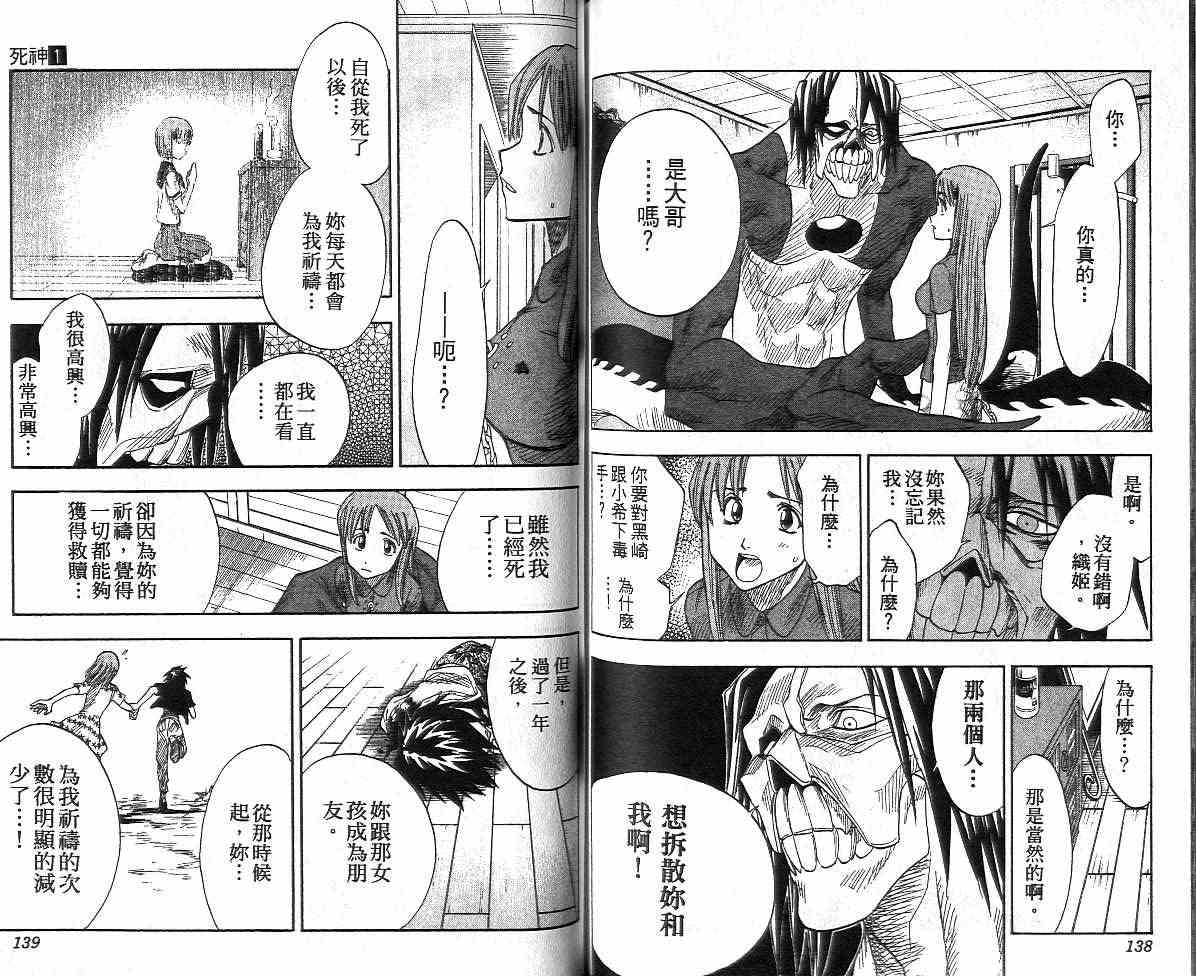 你…
你真的…
是大哥
……嗎?
是啊。
沒有錯啊
,織姬。
妳果然
沒忘記
我…
為什麼?
為什麼…
你要對黑崎
跟小希下毒
手…?
為什麼
…!
為什麼…?
那是當然的啊。
那兩個人…
想拆散妳和
我啊!
138
死神1
——呃…?
自從我死了
以後…
妳每天都會
為我祈禱…
我一直
都在看
……
我很高興…
非常高興…
雖然我
已經死
了……
卻因為妳的
祈禱,覺得
一切都能夠
獲得救贖…
但是,
過了一年
之後,
妳跟那女
孩成為朋
友。
從那時候
起,妳…
為我祈禱的次
數很明顯的減
少了…!
139